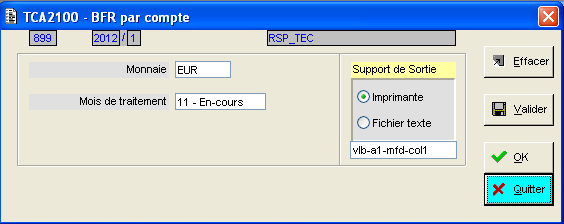 TCA2100 - BFR par compte
899 2012 / 1 RSP_TEC
Monnaie EUR
Mois de traitement 11 - En-cours
Support de Sortie
Imprimante
Fichier texte
vlb-a1-mfd-col1
Effacer
Valider
OK
Quitter